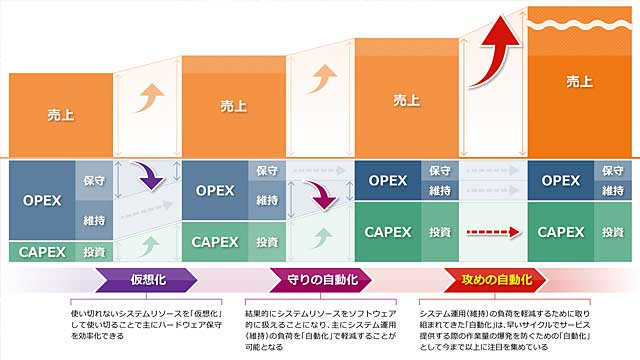 売上
売上
売上
売上
OPEX
保守
維持
CAPEX
投資
OPEX
保守
維持
CAPEX
投資
OPEX
保守
維持
CAPEX
投資
OPEX
保守
維持
CAPEX
投資
仮想化
守りの自動化
攻めの自動化
使い切れないシステムリソースを「仮想化」
して使い切ることで主にハードウェア保守
を効率化できる
結果的にシステムリソースをソフトウェア
的に扱えることになり、主にシステム運用
(維持)の負荷を「自動化」で軽減することが
可能となる
システム運用(維持)の負荷を軽減するために取り
組まれてきた「自動化」は、早いサイクルでサービス
提供する際の作業量の爆発を防ぐための「自動化」
として今まで以上に注目を集めている